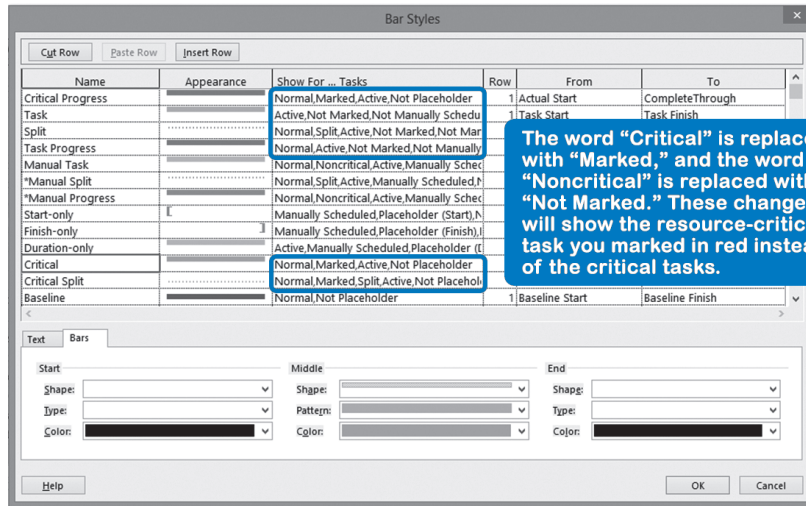 Bar Styles
Cut Row Paste Row Insert Row
Name Appearance Show For ... Tasks Row From To
Critical Progress Normal,Marked,Active,Not Placeholder 1 Actual Start CompleteThrough
Task Active,Not Marked,Not Manually Schedu 1 Task Start Task Finish
Split Normal,Split,Active,Not Marked,Not Mar
Task Progress Normal,Active,Not Marked,Not Manually
Manual Task Normal,Noncritical,Active,Manually Sched
*Manual Split Normal,Split,Active,Manually Scheduled,N
*Manual Progress Normal,Noncritical,Active,Manually Sched
Start-only Manually Scheduled,Placeholder (Start),N
Finish-only Manually Scheduled,Placeholder (Finish),
Duration-only Active,Manually Scheduled,Placeholder (D
Critical Normal,Marked,Active,Not Placeholder
Critical Split Normal,Marked,Split,Active,Not Placehol
Baseline Normal,Not Placeholder 1 Baseline Start Baseline Finish
The word “Critical” is replace
with “Marked,” and the word
“Noncritical” is replaced with
“Not Marked.” These change
will show the resource-critic
task you marked in red inste
of the critical tasks.
Text Bars
Start Middle End
Shape: Shape: Shape:
Type: Pattern: Type:
Color: Color: Color:
Help OK Cancel